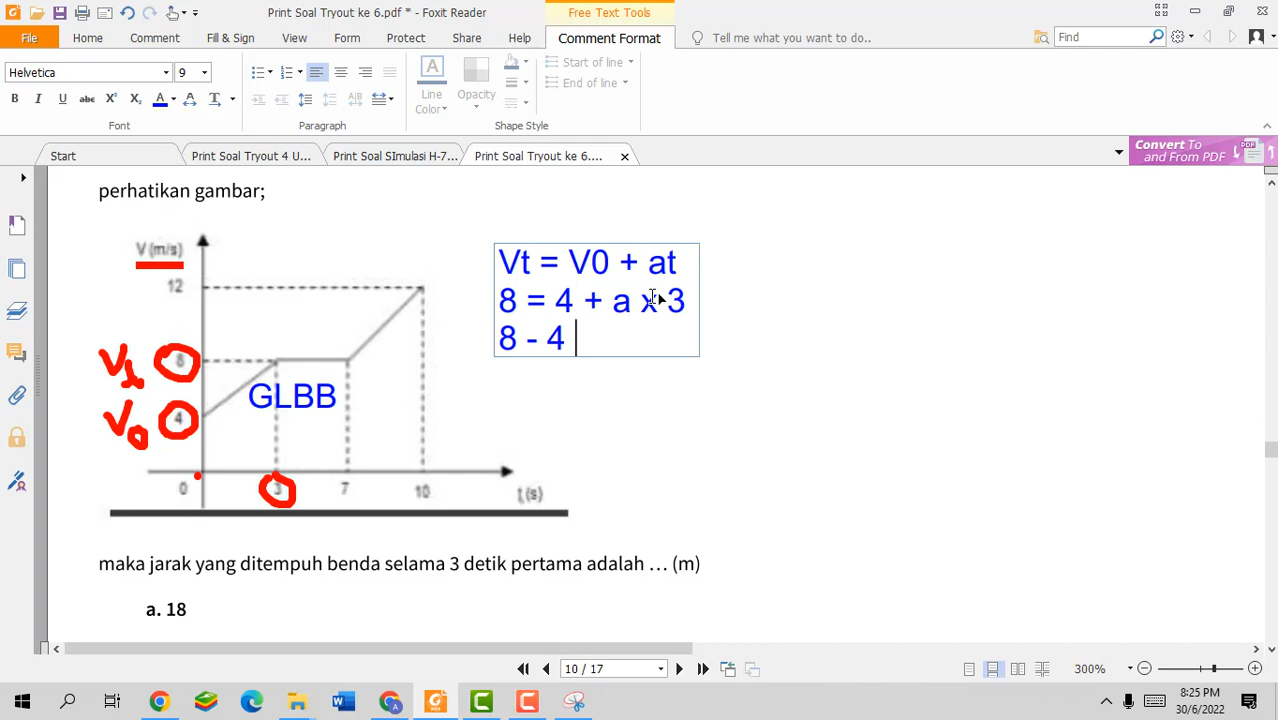 Print Soal Tryout ke 6.pdf * - Foxit Reader
Free Text Tools
File Home Comment Fill & Sign View Form Protect Share Help Comment Format Tell me what you want to do.. Find
Helvetica 9
Start of line
End of line
Line Color
Opacity
Font Paragraph Shape Style
Start Print Soal Tryout 4 U... Print Soal SImulasi H-7... Print Soal Tryout ke 6....
Convert To
and From PDF
perhatikan gambar;
V (m/s)
12
8
4
0 3 7 10 t,(s)
V1
V0
GLBB
Vt = V0 + at
8 = 4 + a x 3
8 - 4
maka jarak yang ditempuh benda selama 3 detik pertama adalah … (m)
a. 18
10 / 17
300%
8:25 PM
30/6/2022